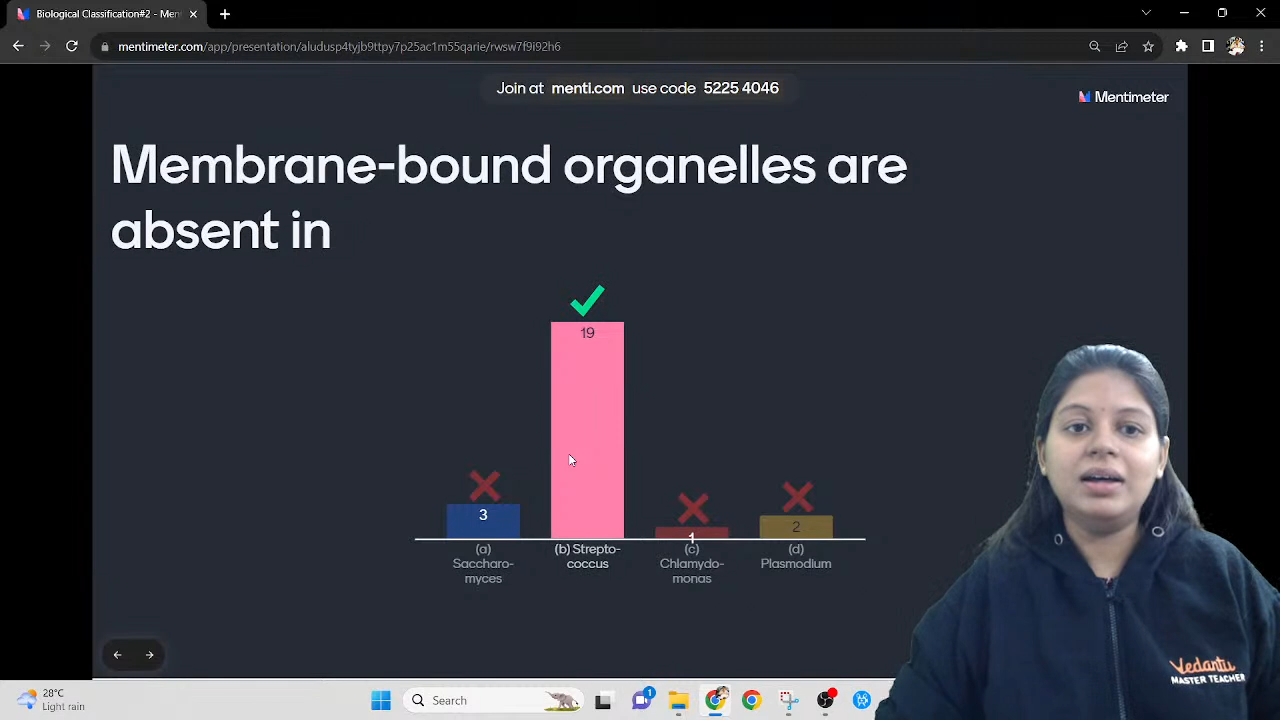 Biological Classification#2 - Men
mentimeter.com/app/presentation/aludusp4tyjb9ttpy7p25ac1m55qarie/rwsw7f9i92h6
Join at menti.com use code 5225 4046
Mentimeter
Membrane-bound organelles are
absent in
19
3
1
2
(a)
Saccharo-
myces
(b) Strepto-
coccus
(c)
Chlamydo-
monas
(d)
Plasmodium
Vedantu
MASTER TEACHER
28°C
Light rain
Search
1